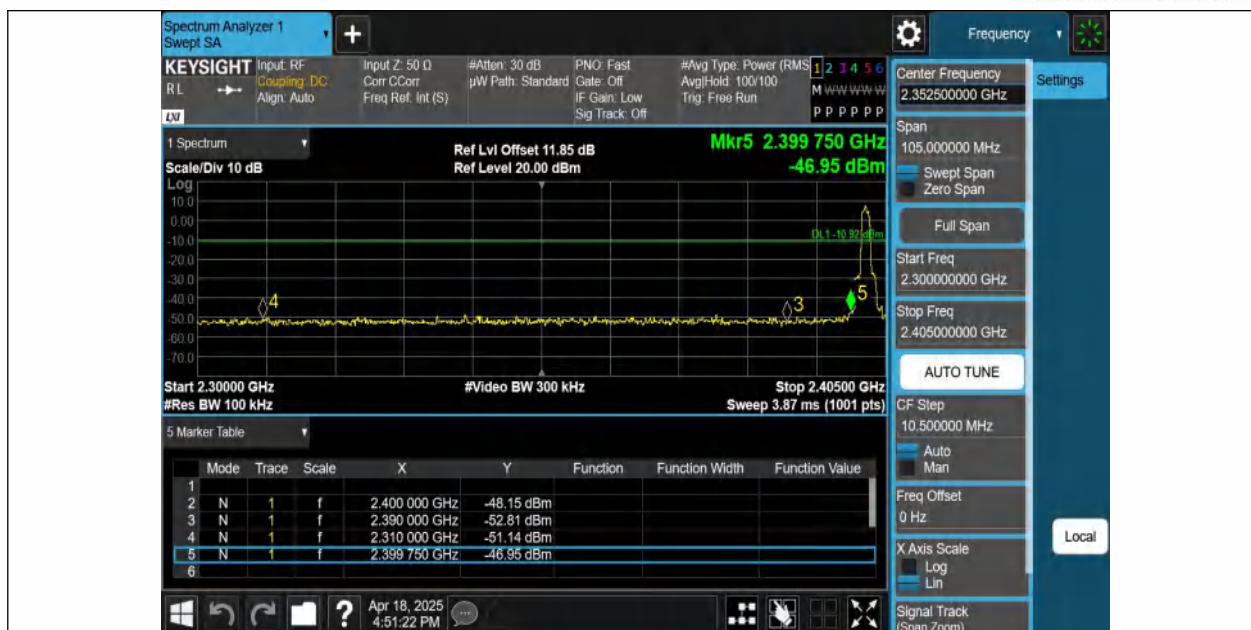 Spectrum Analyzer 1
Swept SA
+
Frequency
KEYSIGHT
RL
LXI
Input: RF
Coupling: DC
Align: Auto
Input Z: 50 Ω
Corr CCorr
Freq Ref: Int (S)
#Atten: 30 dB
µW Path: Standard
PNO: Fast
Gate: Off
IF Gain: Low
Sig Track: Off
#Avg Type: Power (RMS
Avg|Hold: 100/100
Trig: Free Run
1 2 3 4 5 6
M W W W W W
P P P P P P
1 Spectrum
Scale/Div 10 dB
Ref Lvl Offset 11.85 dB
Ref Level 20.00 dBm
Mkr5 2.399 750 GHz
-46.95 dBm
Log
10.0
0.00
-10.0
-20.0
-30.0
-40.0
-50.0
-60.0
-70.0
DL1 -10.92 dBm
4
3
5
Start 2.30000 GHz
#Video BW 300 kHz
Stop 2.40500 GHz
#Res BW 100 kHz
Sweep 3.87 ms (1001 pts)
5 Marker Table
Mode Trace Scale X Y Function Function Width Function Value
1
2 N 1 f 2.400 000 GHz -48.15 dBm
3 N 1 f 2.390 000 GHz -52.81 dBm
4 N 1 f 2.310 000 GHz -51.14 dBm
5 N 1 f 2.399 750 GHz -46.95 dBm
6
Apr 18, 2025
4:51:22 PM
Center Frequency
2.352500000 GHz
Settings
Span
105.000000 MHz
Swept Span
Zero Span
Full Span
Start Freq
2.300000000 GHz
Stop Freq
2.405000000 GHz
AUTO TUNE
CF Step
10.500000 MHz
Auto
Man
Freq Offset
0 Hz
Local
X Axis Scale
Log
Lin
Signal Track
(Span Zoom)